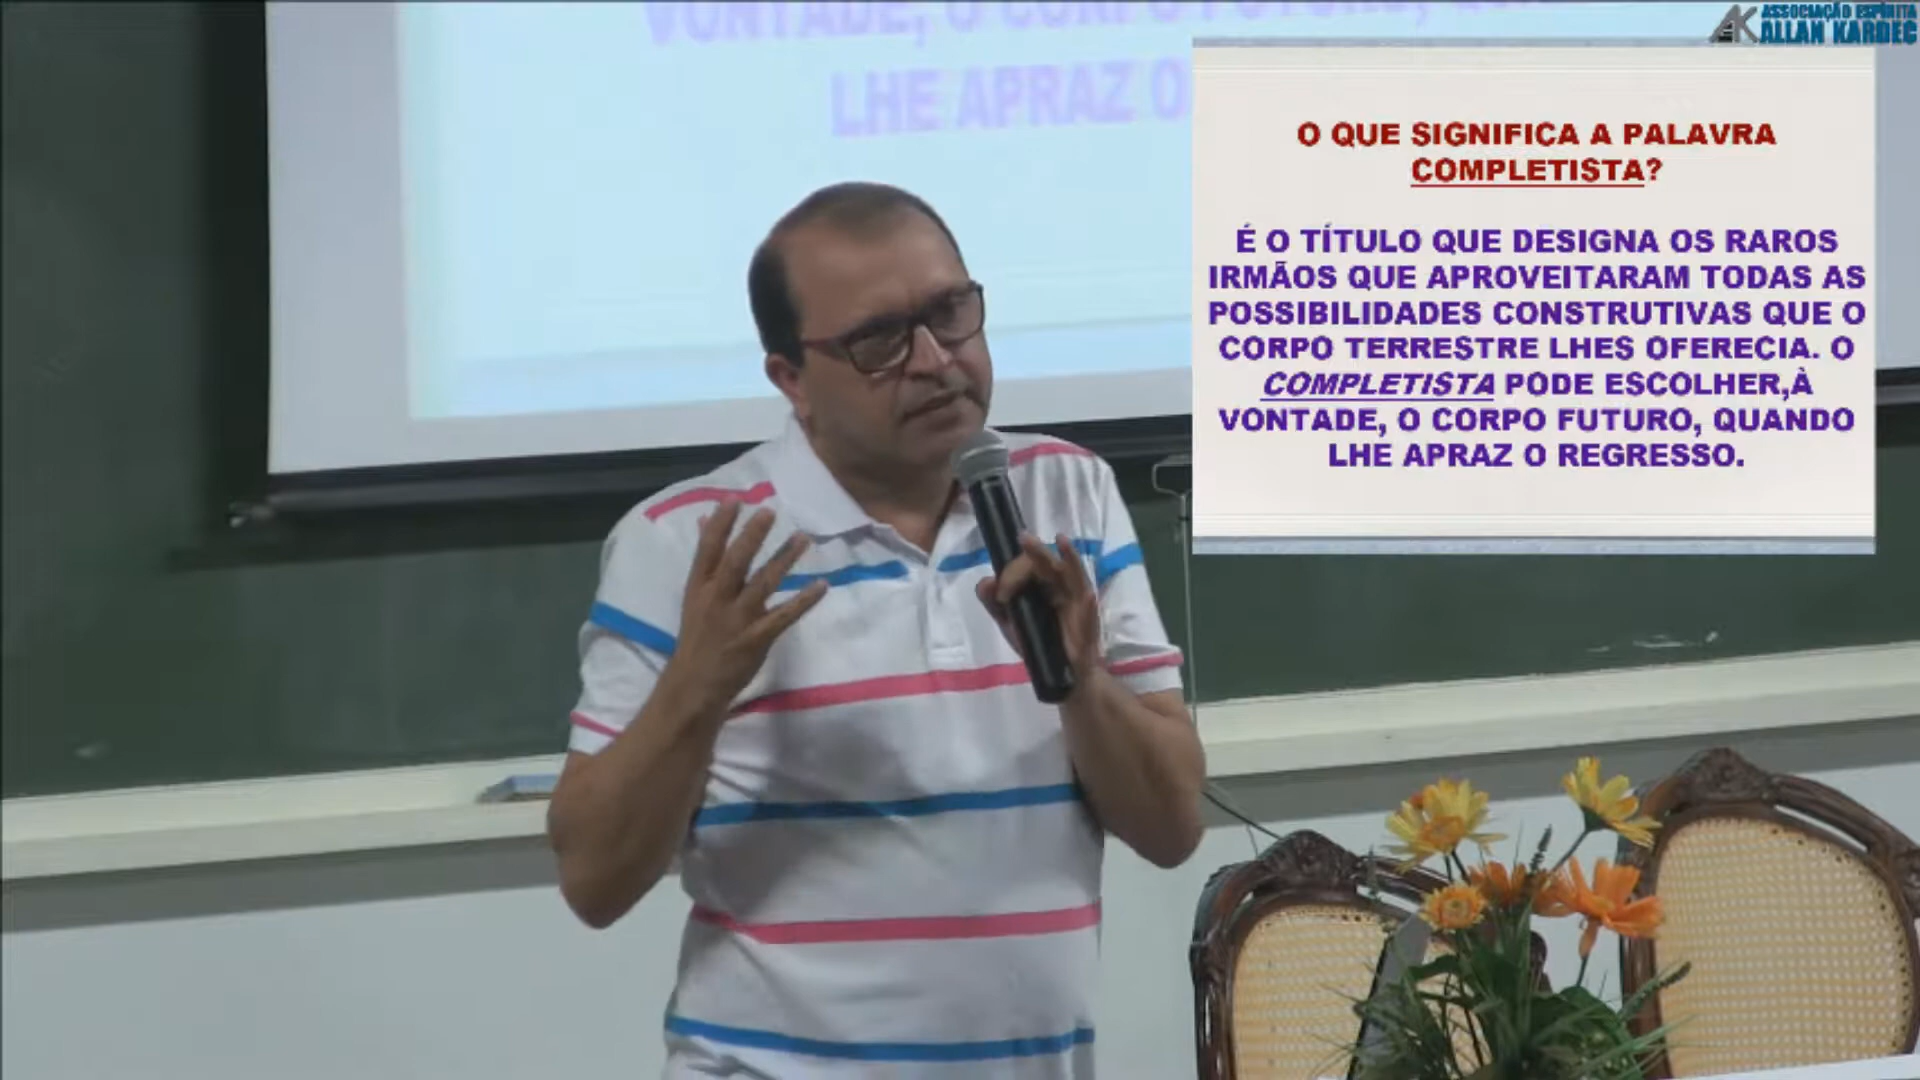 VONTADE, O CORPO FUTURO,
LHE APRAZ O
ASSOCIAÇÃO ESPÍRITA
AK ALLAN KARDEC
O QUE SIGNIFICA A PALAVRA
COMPLETISTA?
É O TÍTULO QUE DESIGNA OS RAROS
IRMÃOS QUE APROVEITARAM TODAS AS
POSSIBILIDADES CONSTRUTIVAS QUE O
CORPO TERRESTRE LHES OFERECIA. O
COMPLETISTA PODE ESCOLHER,À
VONTADE, O CORPO FUTURO, QUANDO
LHE APRAZ O REGRESSO.